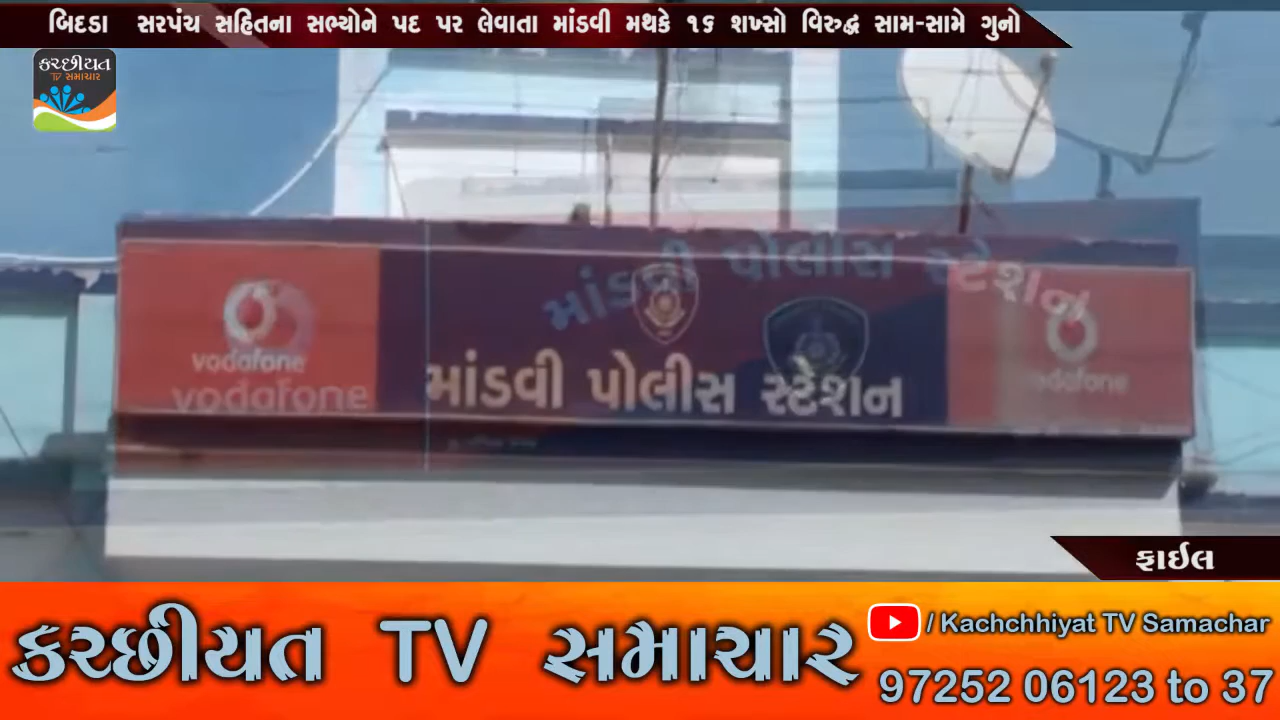 બિદડા સરપંચ સહિતના સભ્યોને પદ પર લેવાતા માંડવી મથકે ૧૬ શખ્સો વિરુદ્ધ સામ-સામે ગુનો
કચ્છીયત
TV સમાચાર
માંડવી પોલીસ સ્ટેશન
vodafone
vodafone
માંડવી પોલીસ સ્ટેશન
vodafone
ફાઈલ
કચ્છીયત TV સમાચાર
/ Kachchhiyat TV Samachar
97252 06123 to 37